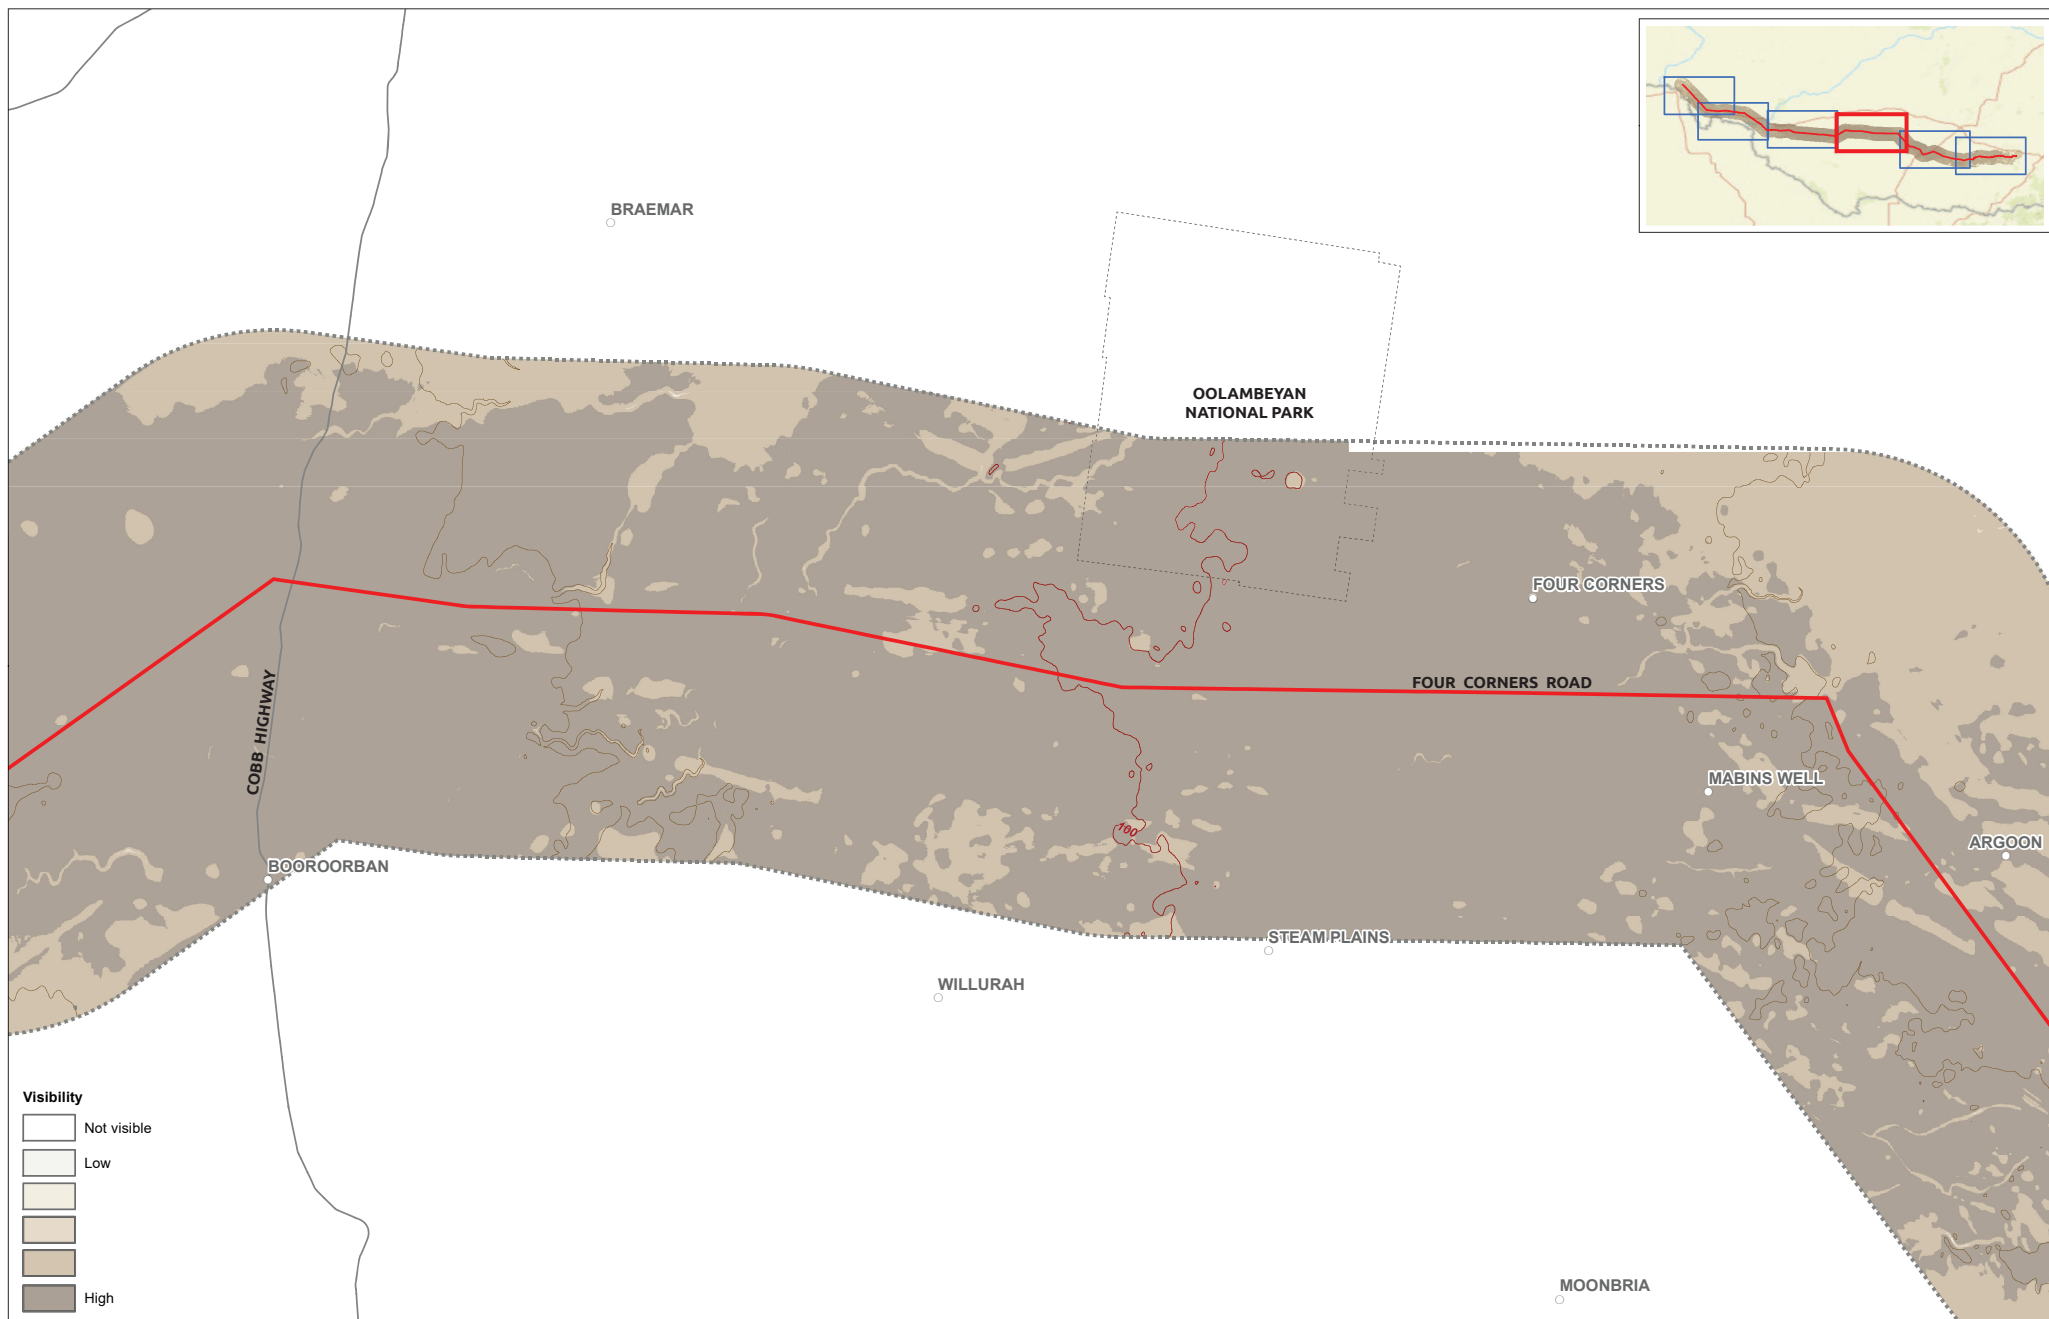 BRAEMAR
OOLAMBEYAN
NATIONAL PARK
FOUR CORNERS
FOUR CORNERS ROAD
COBB HIGHWAY
MABINS WELL
100
ARGOON
BOOROORBAN
STEAM PLAINS
WILLURAH
MOONBRIA
Visibility
Not visible
Low
High